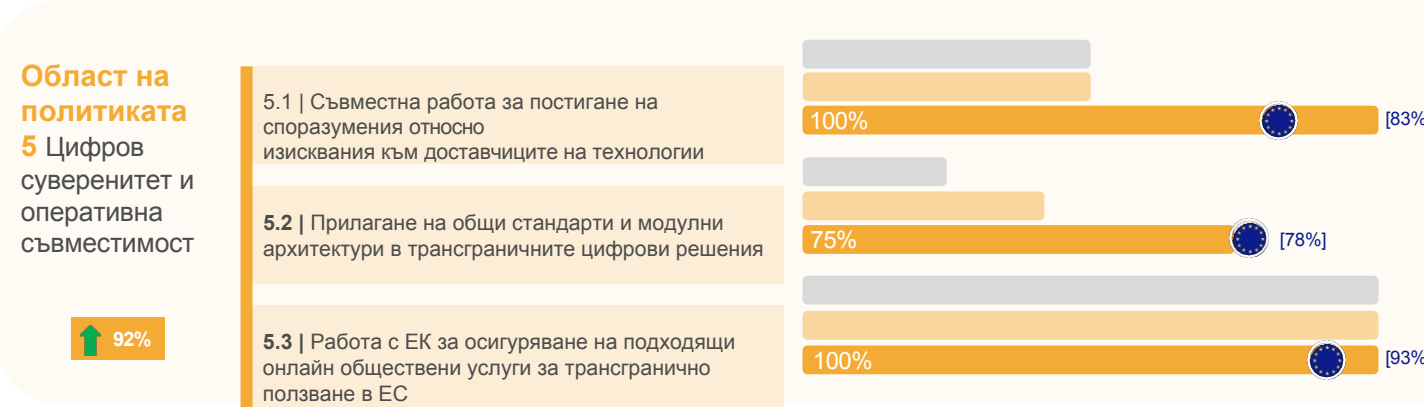 Област на
политиката
5 Цифров
суверенитет и
оперативна
съвместимост
92%
5.1 | Съвместна работа за постигане на
споразумения относно
изисквания към доставчиците на технологии
100%
[83%
5.2 | Прилагане на общи стандарти и модулни
архитектури в трансграничните цифрови решения
75%
[78%]
5.3 | Работа с ЕК за осигуряване на подходящи
онлайн обществени услуги за трансгранично
ползване в ЕС
100%
[93%